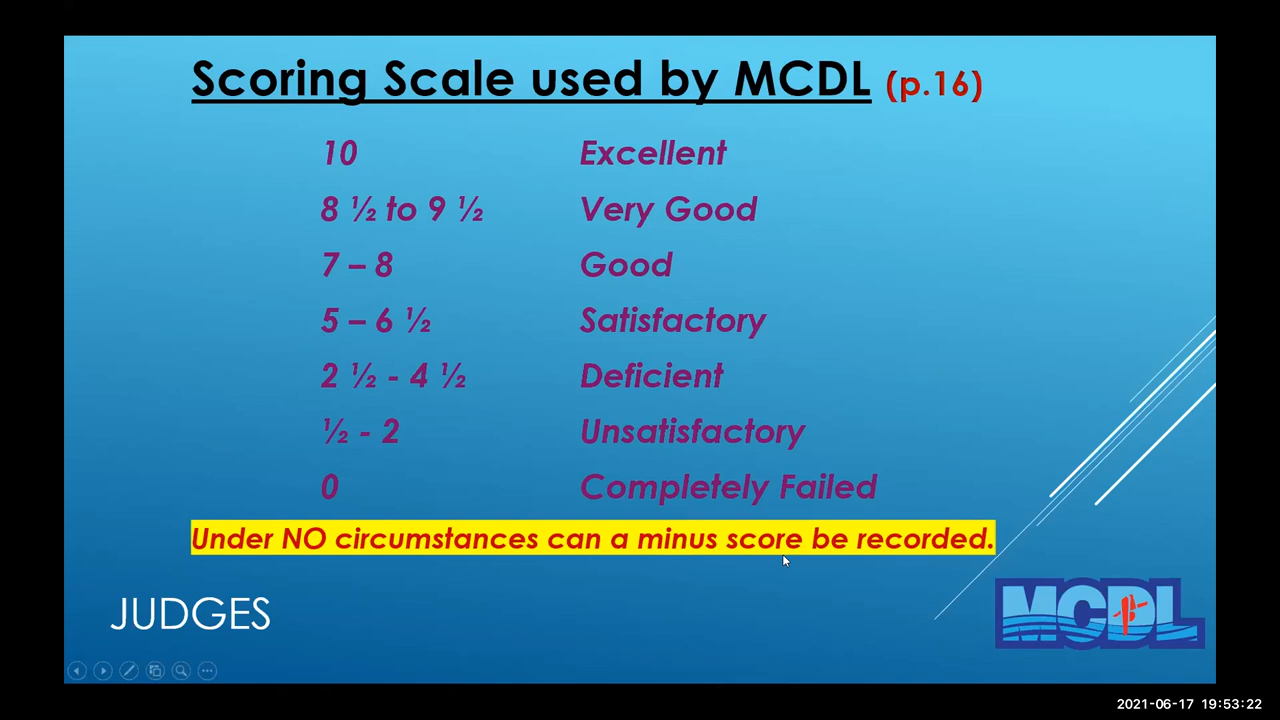 Scoring Scale used by MCDL (p.16)
10 Excellent
8 ½ to 9 ½ Very Good
7 – 8 Good
5 – 6 ½ Satisfactory
2 ½ - 4 ½ Deficient
½ - 2 Unsatisfactory
0 Completely Failed
Under NO circumstances can a minus score be recorded.
JUDGES
MCDL
2021-06-17 19:53:22